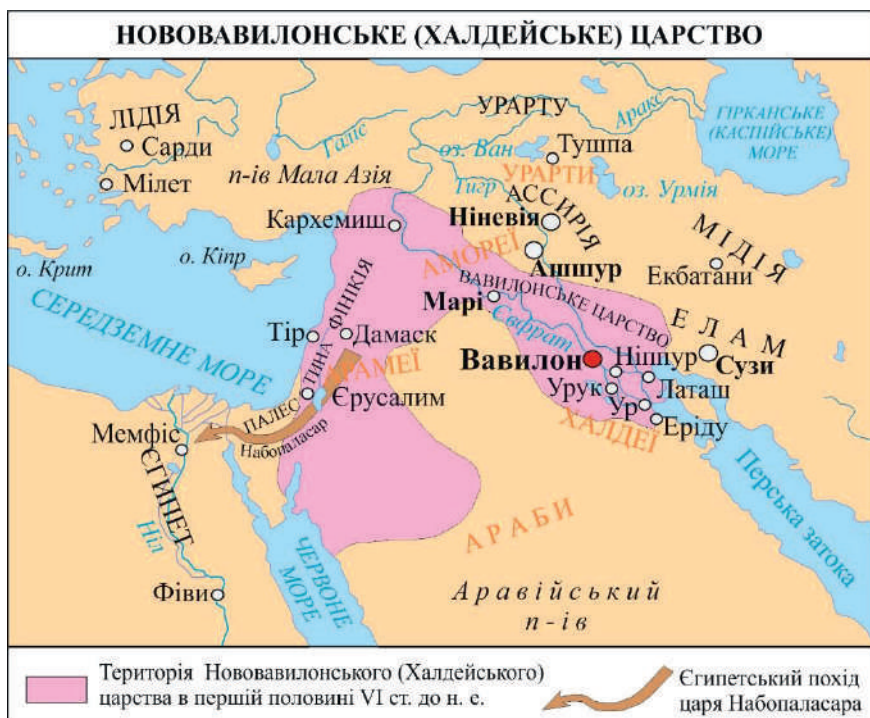 НОВОВАВИЛОНСЬКЕ (ХАЛДЕЙСЬКЕ) ЦАРСТВО
ЛІДІЯ
Сарди
Мілет
Галіс
п-ів Мала Азія
УРАРТУ
Аракс
оз. Ван
Тушпа
УРАРТИ
ГІРКАНСЬКЕ
(КАСПІЙСЬКЕ)
МОРЕ
Тигр
оз. Урмія
АССИРІЯ
Ніневія
Кархемиш
АМОРЕЇ
Ашшур
МІДІЯ
Екбатани
о. Крит
о. Кіпр
СЕРЕДЗЕМНЕ МОРЕ
ФІНІКІЯ
Марі
ВАВИЛОНСЬКЕ ЦАРСТВО
Євфрат
ЕЛАМ
Сузи
Тір
Дамаск
АРАМЕЇ
Вавилон
Ніппур
Урук
Латаш
Ур
Еріду
ХАЛДЕЇ
ПАЛЕС
ТИНА
Єрусалим
Набопаласар
Мемфіс
ЄГИПЕТ
Ніл
Фіви
ЧЕРВОНЕ
МОРЕ
АРАБИ
Аравійський
п-ів
Перська затока
Територія Нововавилонського (Халдейського)
царства в першій половині VI ст. до н. е.
Єгипетський похід
царя Набопаласара